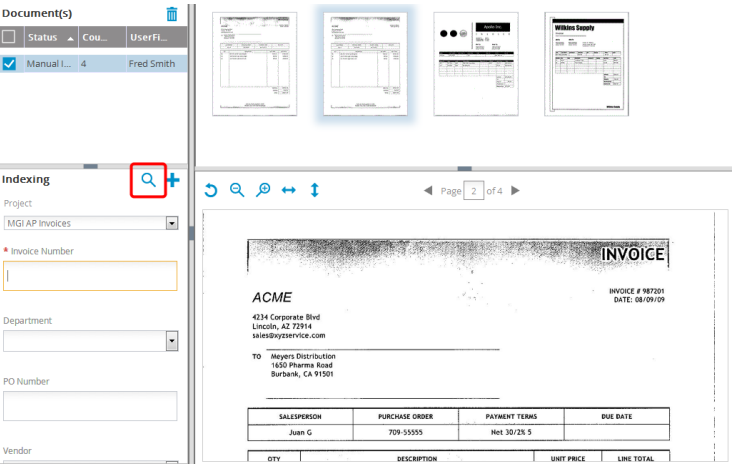 Document(s)
Status Cou... UserFi...
Manual I... 4 Fred Smith
Apollo Inc.
Wilkins Supply
Indexing
Project
MGI AP Invoices
* Invoice Number
Department
PO Number
Vendor
Page 2 of 4
INVOICE
INVOICE # 987201
DATE: 08/09/09
ACME
4234 Corporate Blvd
Lincoln, AZ 72914
sales@xyzservice.com
TO Meyers Distribution
1650 Pharma Road
Burbank, CA 91501
SALESPERSON PURCHASE ORDER PAYMENT TERMS DUE DATE
Juan G 709-55555 Net 30/2% 5
QTY DESCRIPTION UNIT PRICE LINE TOTAL